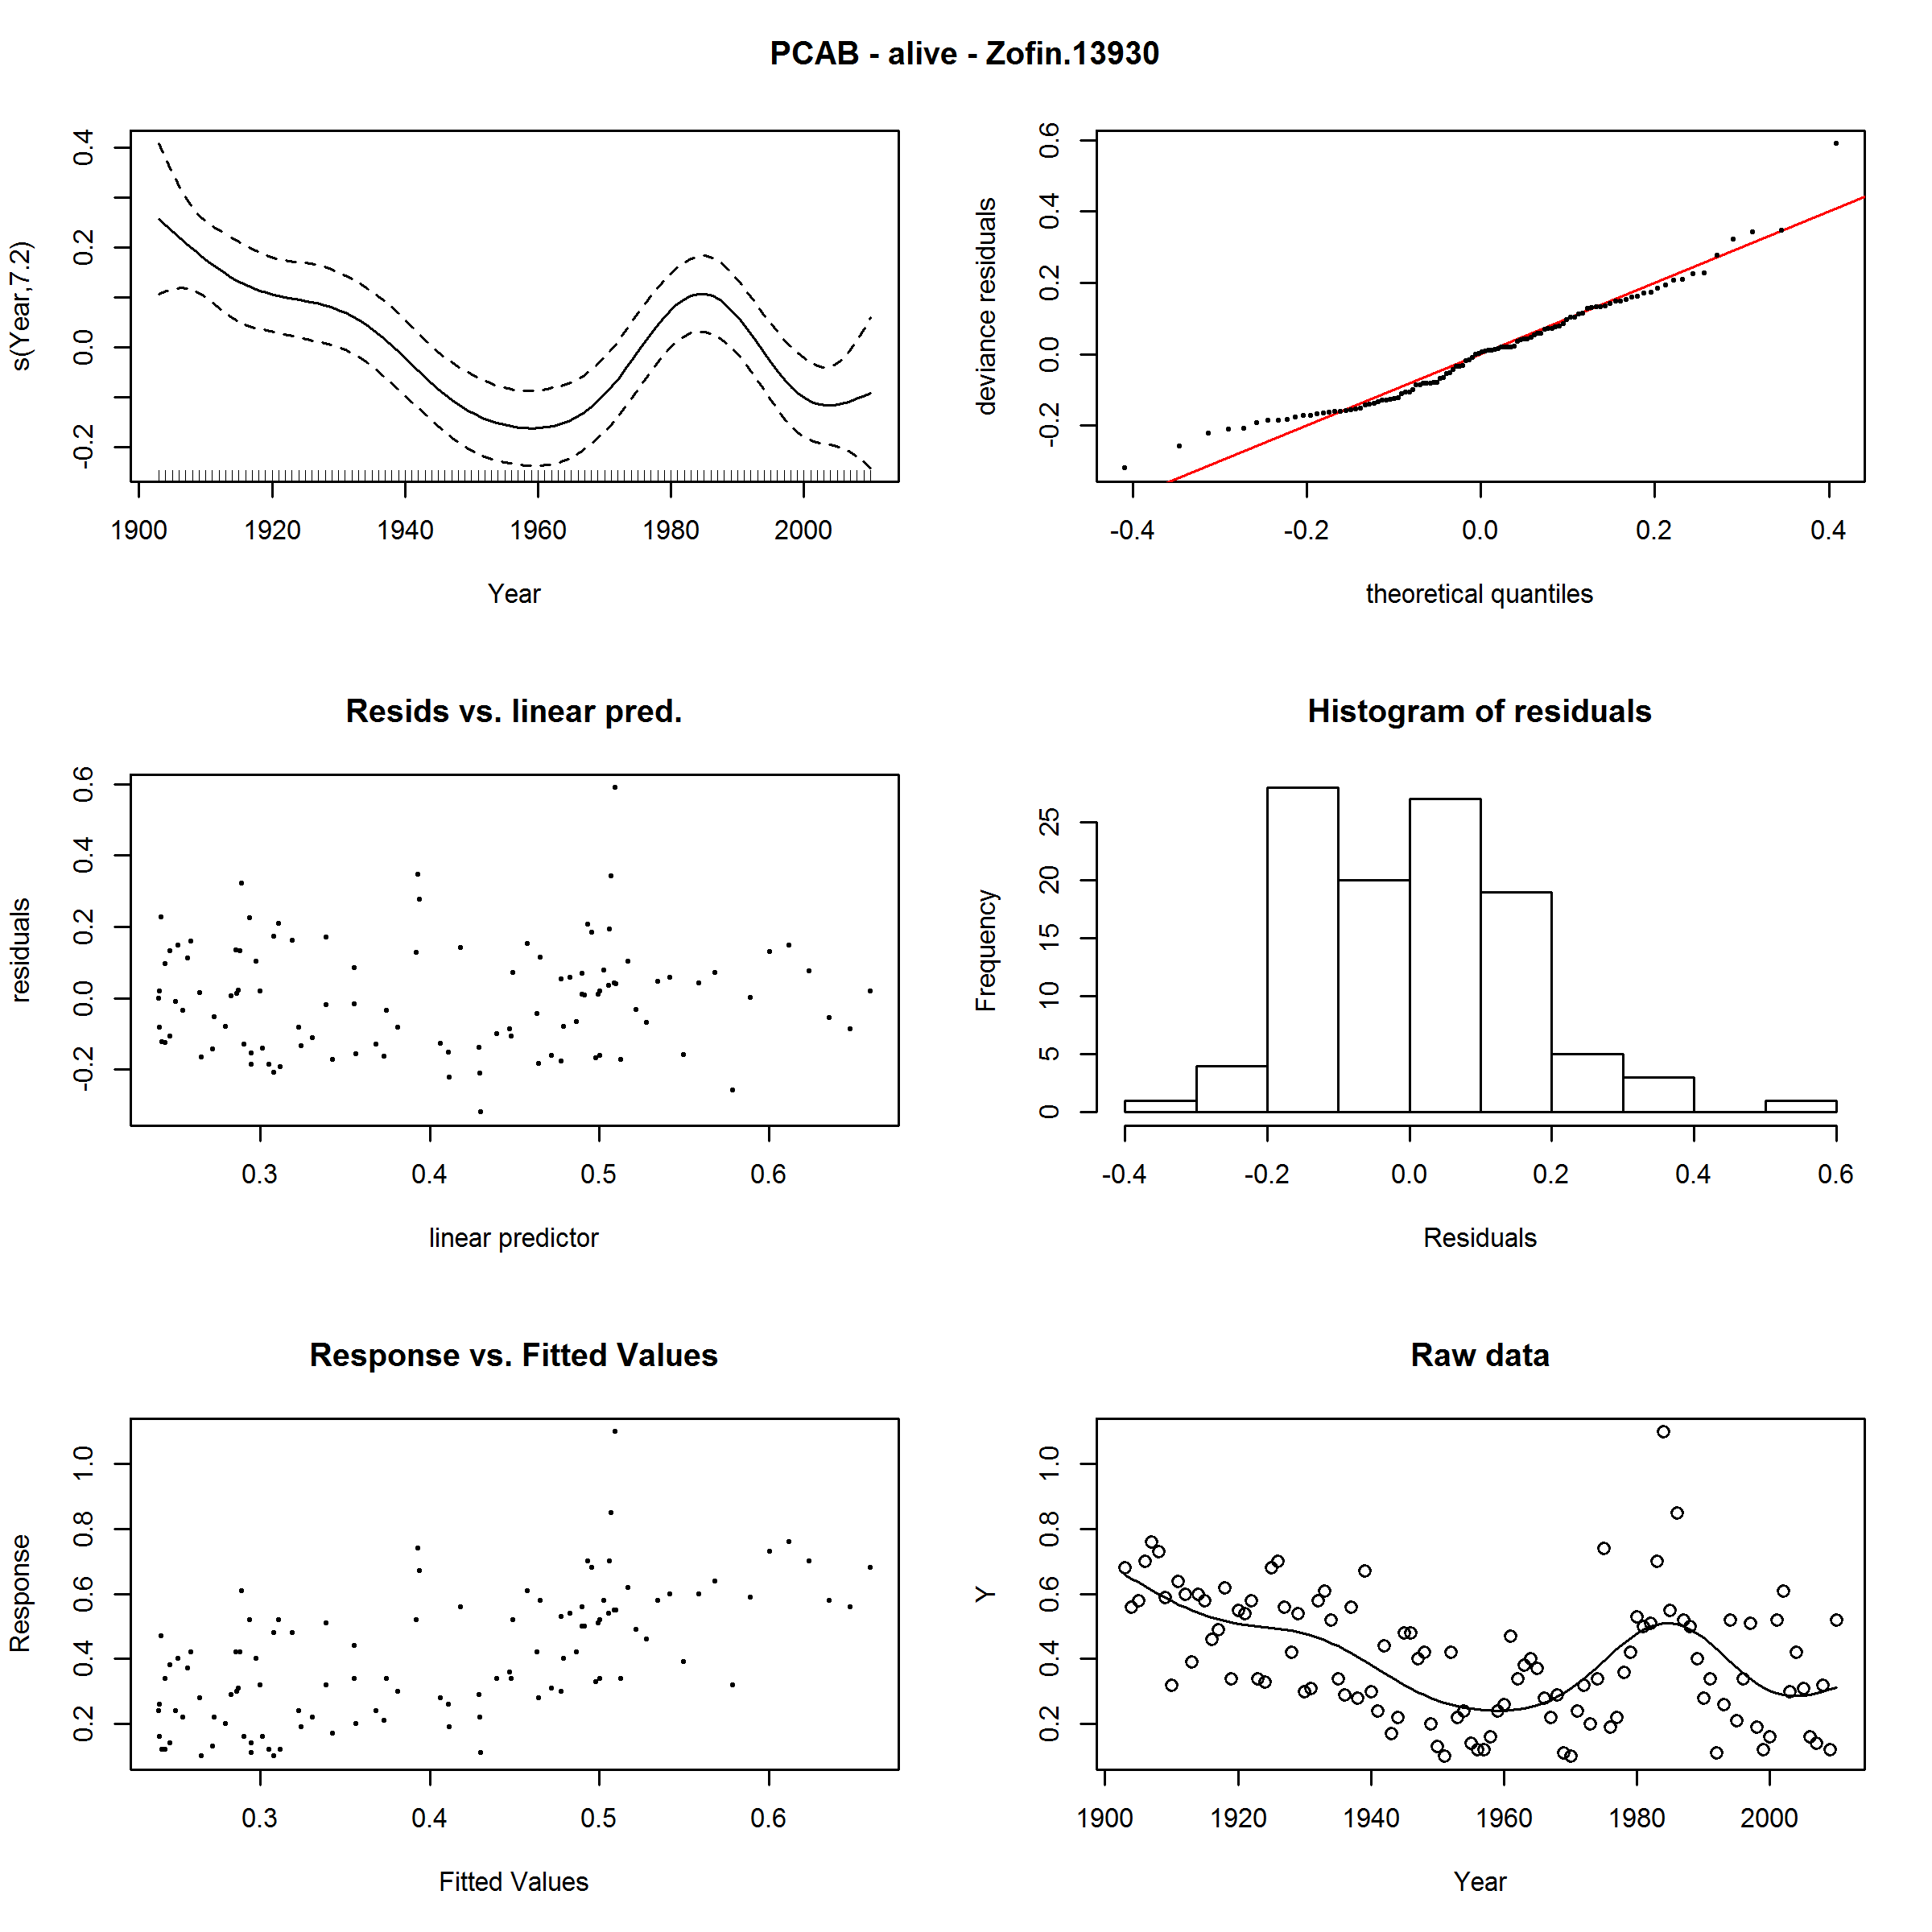 PCAB - alive - Zofin.13930
s(Year,7.2)
-0.2 0.0 0.2 0.4
1900 1920 1940 1960 1980 2000
Year
deviance residuals
-0.2 0.0 0.2 0.4 0.6
-0.4 -0.2 0.0 0.2 0.4
theoretical quantiles
Resids vs. linear pred.
residuals
-0.2 0.0 0.2 0.4 0.6
0.3 0.4 0.5 0.6
linear predictor
Histogram of residuals
Frequency
0 5 10 15 20 25
-0.4 -0.2 0.0 0.2 0.4 0.6
Residuals
Response vs. Fitted Values
Response
0.2 0.4 0.6 0.8 1.0
0.3 0.4 0.5 0.6
Fitted Values
Raw data
Y
0.2 0.4 0.6 0.8 1.0
1900 1920 1940 1960 1980 2000
Year